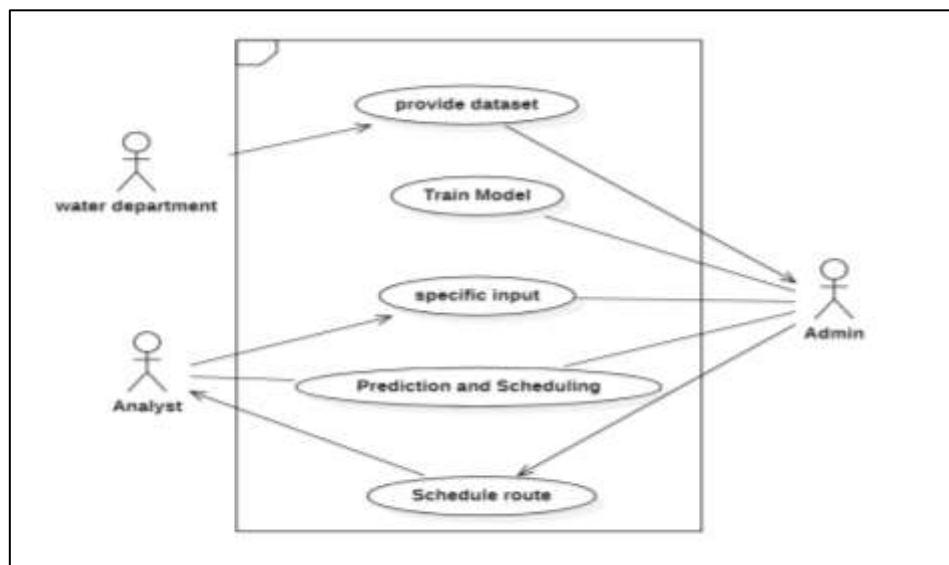 provide dataset
water department
Train Model
specific input
Admin
Analyst
Prediction and Scheduling
Schedule route